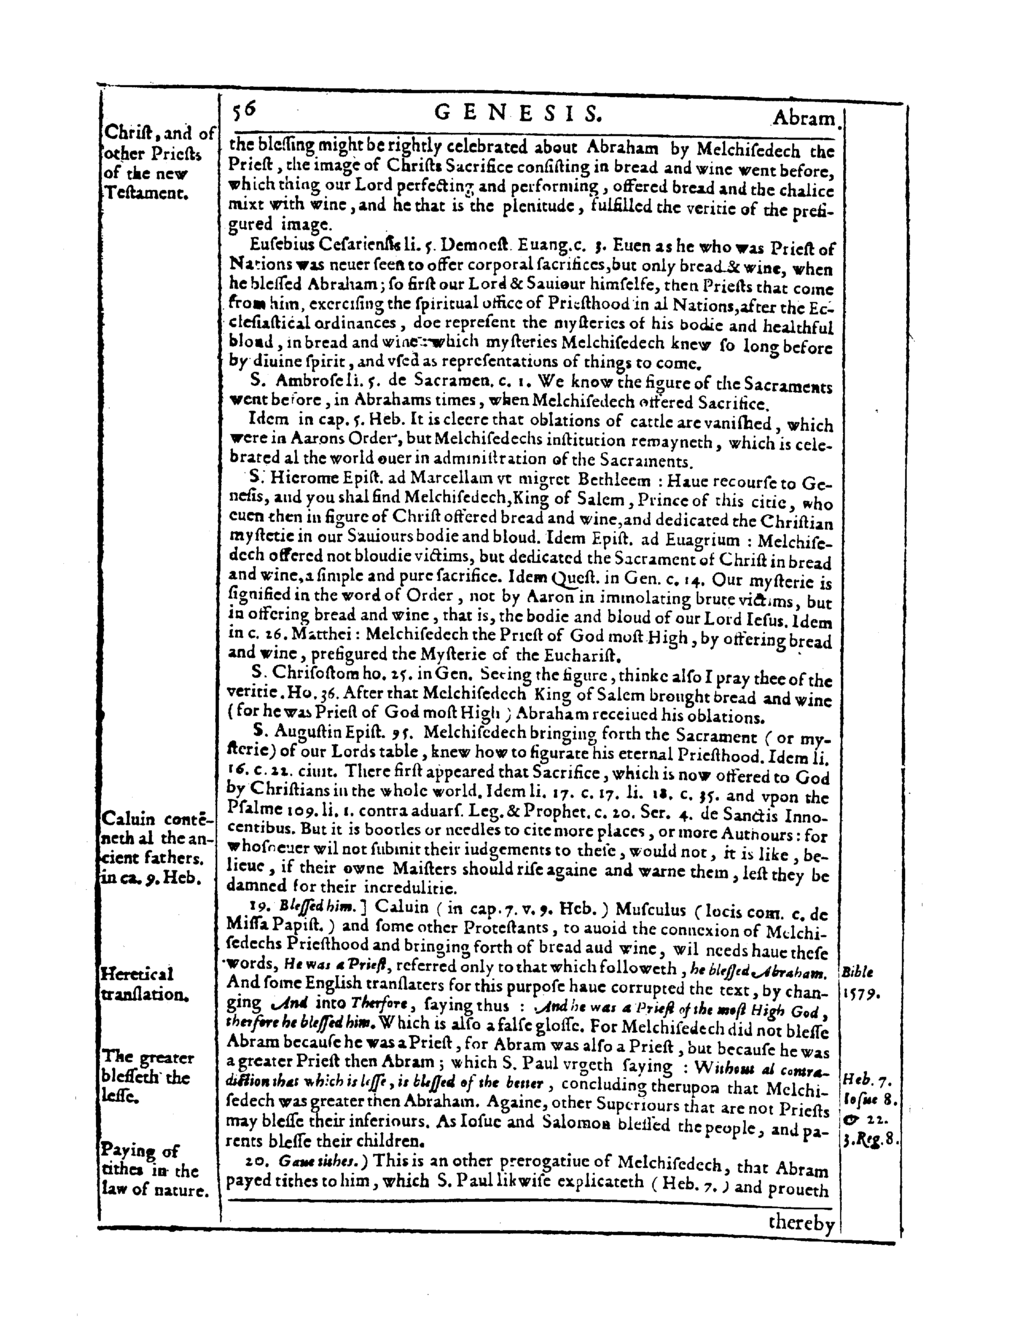 56 GENESIS. Abram.
Chriſt, and of
other Prieſts
of the new
Teſtament.
the bleſſing might be rightly celebrated about Abraham by Melchiſedech the
Prieſt, the image of Chriſts Sacrifice conſiſting in bread and wine went before,
which thing our Lord perfecting and performing, offered bread and the chalice
mixt with wine, and he that is the plenitude, fulfilled the veritie of the prefi-
gured image.
Euſebius Ceſarienſis li. 5. Demoeſt. Euang. c. 3. Euen as he who was Prieſt of
Nations was neuer ſeen to offer corporal ſacrifices, but only bread & wine, when
he bleſſed Abraham; ſo firſt our Lord & Sauiour himſelfe, then Prieſts that come
from him, exerciſing the ſpiritual office of Prieſthood in al Nations, after the Ec-
cleſiaſtical ordinances, doe repreſent the myſteries of his bodie and healthful
bloud, in bread and wine: which myſteries Melchiſedech knew ſo long before
by diuine ſpirit, and vſed as repreſentations of things to come.
S. Ambroſe li. 5. de Sacramen. c. 1. We know the figure of the Sacraments
went before, in Abrahams times, when Melchiſedech offered Sacrifice.
Idem in cap. 5. Heb. It is cleere that oblations of cattle are vaniſhed, which
were in Aarons Order, but Melchiſedechs inſtitution remayneth, which is cele-
brated al the world ouer in adminiſtration of the Sacraments.
S. Hierome Epiſt. ad Marcellam vt migret Bethleem : Haue recourſe to Ge-
neſis, and you shal find Melchiſedech, King of Salem, Prince of this citie, who
euen then in figure of Chriſt offered bread and wine, and dedicated the Chriſtian
myſterie in our Sauiours bodie and bloud. Idem Epiſt. ad Euagrium : Melchiſe-
dech offered not bloudie victims, but dedicated the Sacrament of Chriſt in bread
and wine, a ſimple and pure ſacrifice. Idem Queſt. in Gen. c. 14. Our myſterie is
ſignified in the word of Order, not by Aaron in immolating brute victims, but
in offering bread and wine, that is, the bodie and bloud of our Lord Ieſus. Idem
in c. 26. Matthei : Melchiſedech the Prieſt of God moſt High, by offering bread
and wine, prefigured the Myſterie of the Euchariſt.
S. Chriſoſtom ho. 25. in Gen. Seeing the figure, thinke alſo I pray thee of the
veritie. Ho. 36. After that Melchiſedech King of Salem brought bread and wine
(for he was Prieſt of God moſt High) Abraham receiued his oblations.
S. Auguſtin Epiſt. 95. Melchiſedech bringing forth the Sacrament (or my-
ſterie) of our Lords table, knew how to figurate his eternal Prieſthood. Idem li.
16. c. 22. ciuit. There firſt appeared that Sacrifice, which is now offered to God
by Chriſtians in the whole world. Idem li. 17. c. 17. li. 18. c. 35. and vpon the
Pſalme 109. li. 1. contra aduarſ. Leg. & Prophet. c. 20. Ser. 4. de Sanctis Inno-
centibus. But it is bootles or needles to cite more places, or more Authours: for
Caluin contē-
neth al the an-
cient fathers.
in ca. 9. Heb.
whoſoeuer wil not ſubmit their iudgements to theſe, would not, it is like, be-
lieue, if their owne Maiſters should riſe againe and warne them, leſt they be
damned for their incredulitie.
19. Bleſſed him.] Caluin (in cap. 7. v. 9. Heb.) Muſculus (locis com. c. de
Miſſa Papiſt.) and ſome other Proteſtants, to auoid the connexion of Melchi-
ſedechs Prieſthood and bringing forth of bread aud wine, wil needs haue theſe
words, He was a Prieſt, referred only to that which followeth, he bleſſed Abraham.
Heretical
tranſlation.
Bible
1579.
And ſome Engliſh tranſlaters for this purpoſe haue corrupted the text, by chan-
ging And into Therfore, ſaying thus : And he was a Prieſt of the moſt High God,
therfore he bleſſed him. Which is alſo a falſe gloſſe. For Melchiſedech did not bleſſe
Abram becauſe he was a Prieſt, for Abram was alſo a Prieſt, but becauſe he was
The greater
bleſſeth the
leſſe.
a greater Prieſt then Abram; which S. Paul vrgeth ſaying : Without al contra-
diction that which is leſſe, is bleſſed of the better, concluding therupon that Melchi-
ſedech was greater then Abraham. Againe, other Superiours that are not Prieſts
may bleſſe their inferiours. As Ioſue and Salomon bleſſed the people, and pa-
rents bleſſe their children.
Heb. 7.
Ioſue 8.
& 22.
3. Reg. 8.
Paying of
tithes in the
law of nature.
20. Gaue tithes.) This is an other prerogatiue of Melchiſedech, that Abram
payed tithes to him, which S. Paul likwiſe explicateth (Heb. 7.) and proueth
thereby